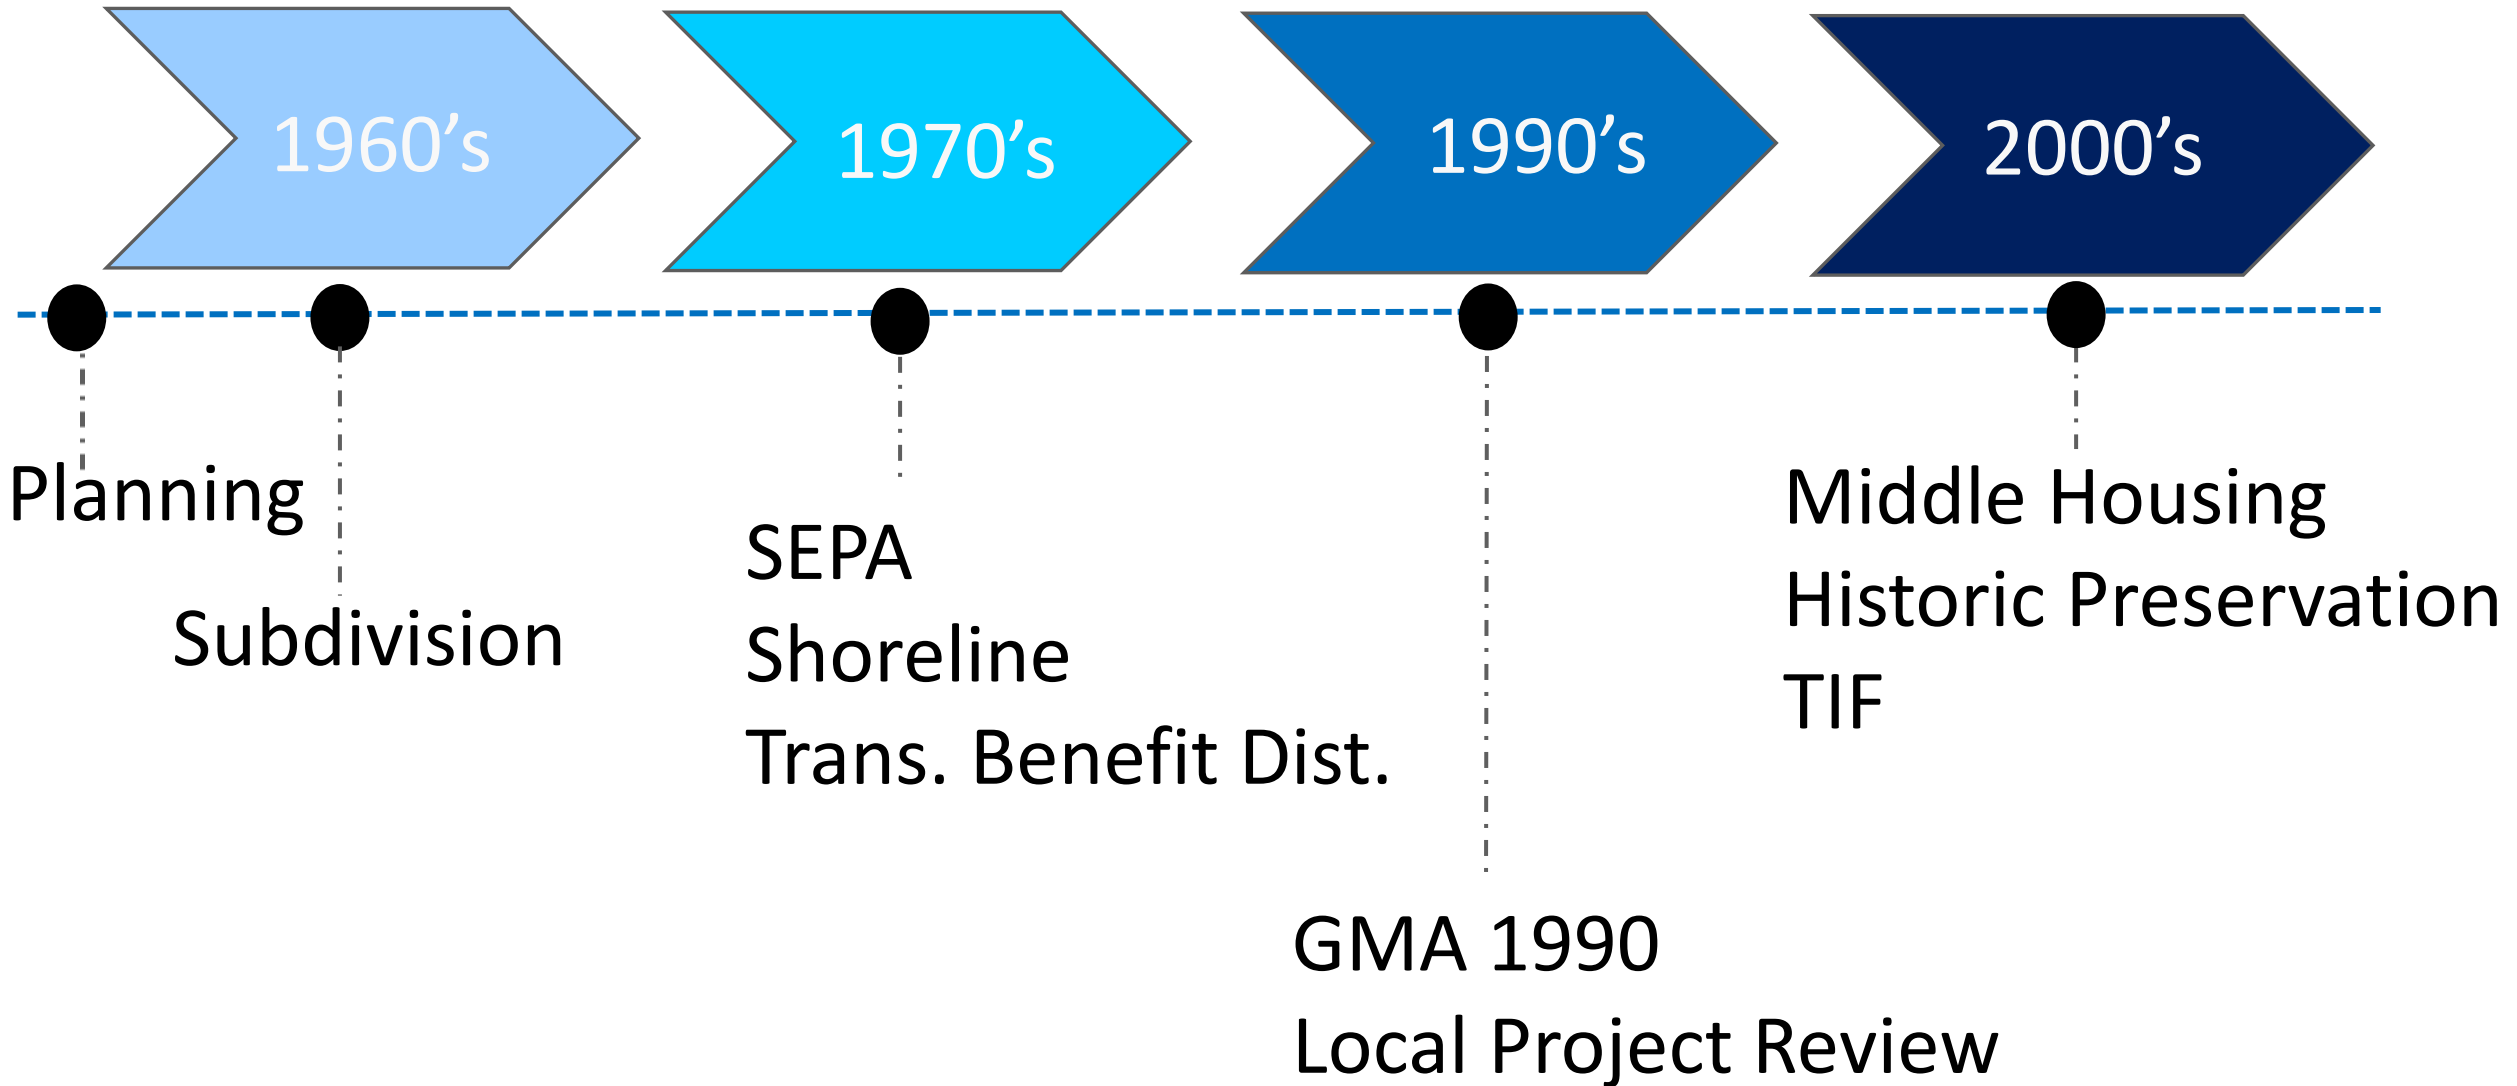 1960’s
1970’s
1990’s
2000’s
Planning
Subdivision
SEPA
Shoreline
Trans. Benefit Dist.
GMA 1990
Local Project Review
Middle Housing
Historic Preservation
TIF